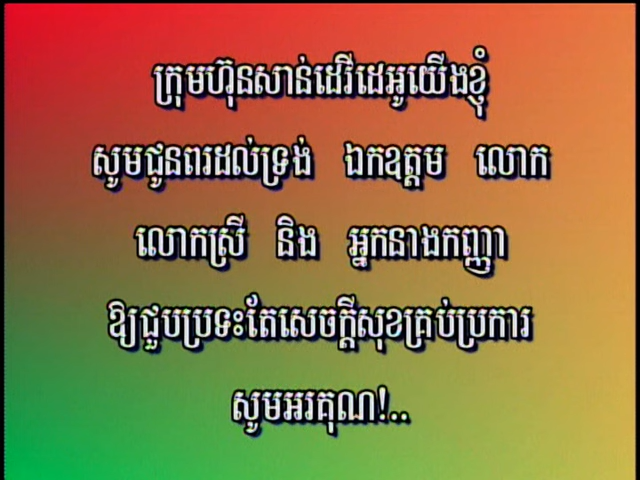 ក្រុមហ៊ុនសាន់ដេវីដេអូយើងខ្ញុំ
សូមជូនពរដល់ទ្រង់ ឯកឧត្តម លោក
លោកស្រី និង អ្នកនាងកញ្ញា
ឱ្យជួបប្រទះតែសេចក្តីសុខគ្រប់ប្រការ
សូមអរគុណ!..